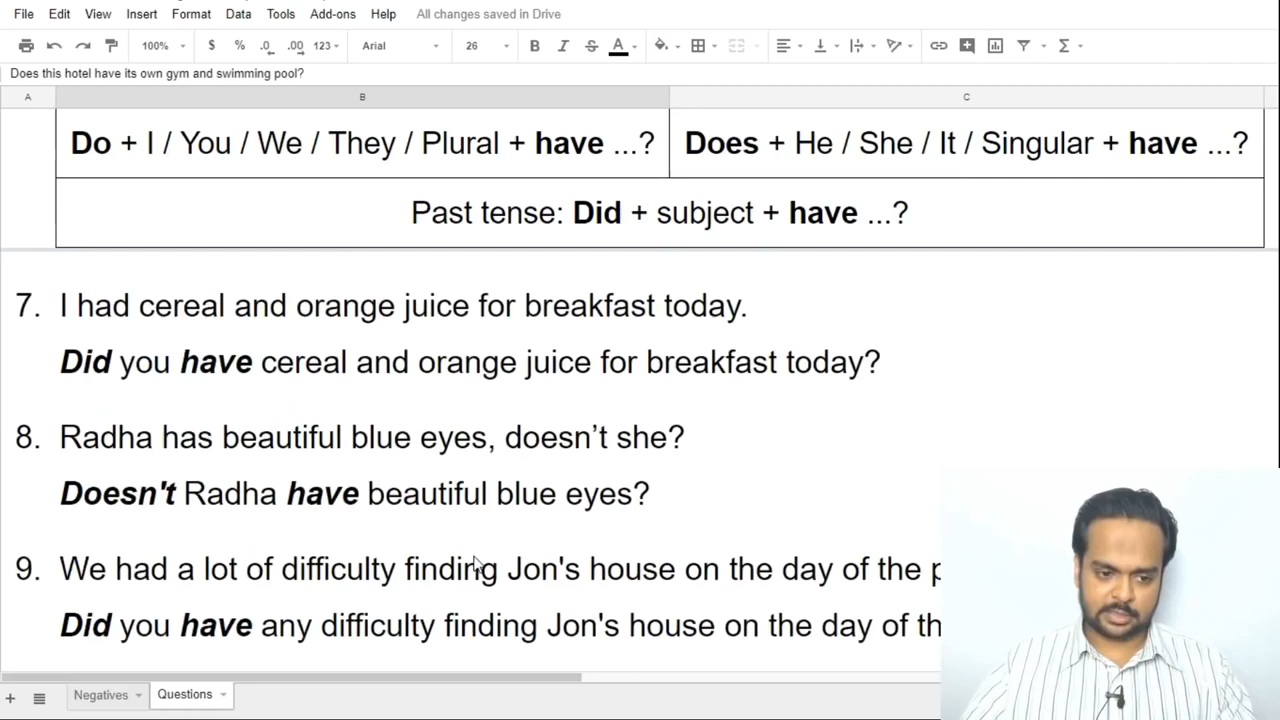 File Edit View Insert Format Data Tools Add-ons Help All changes saved in Drive
100% $ % .0 .00 123 Arial 26 B I S A
Does this hotel have its own gym and swimming pool?
A B C
Do + I / You / We / They / Plural + have ...? Does + He / She / It / Singular + have ...?
Past tense: Did + subject + have ...?
7. I had cereal and orange juice for breakfast today.
Did you have cereal and orange juice for breakfast today?
8. Radha has beautiful blue eyes, doesn’t she?
Doesn't Radha have beautiful blue eyes?
9. We had a lot of difficulty finding Jon's house on the day of the p
Did you have any difficulty finding Jon's house on the day of th
Negatives Questions